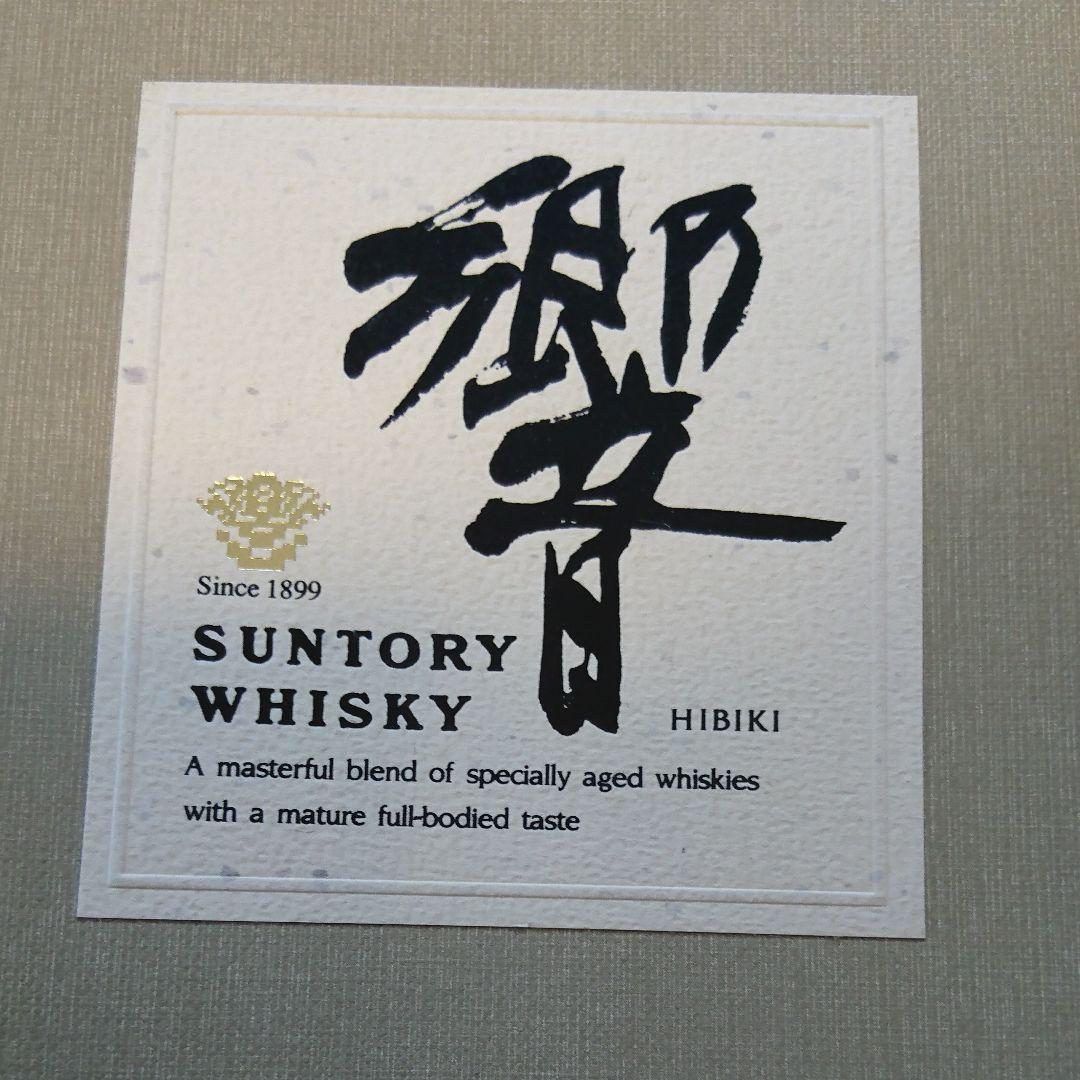 響
Since 1899
SUNTORY
WHISKY
HIBIKI
A masterful blend of specially aged whiskies
with a mature full-bodied taste